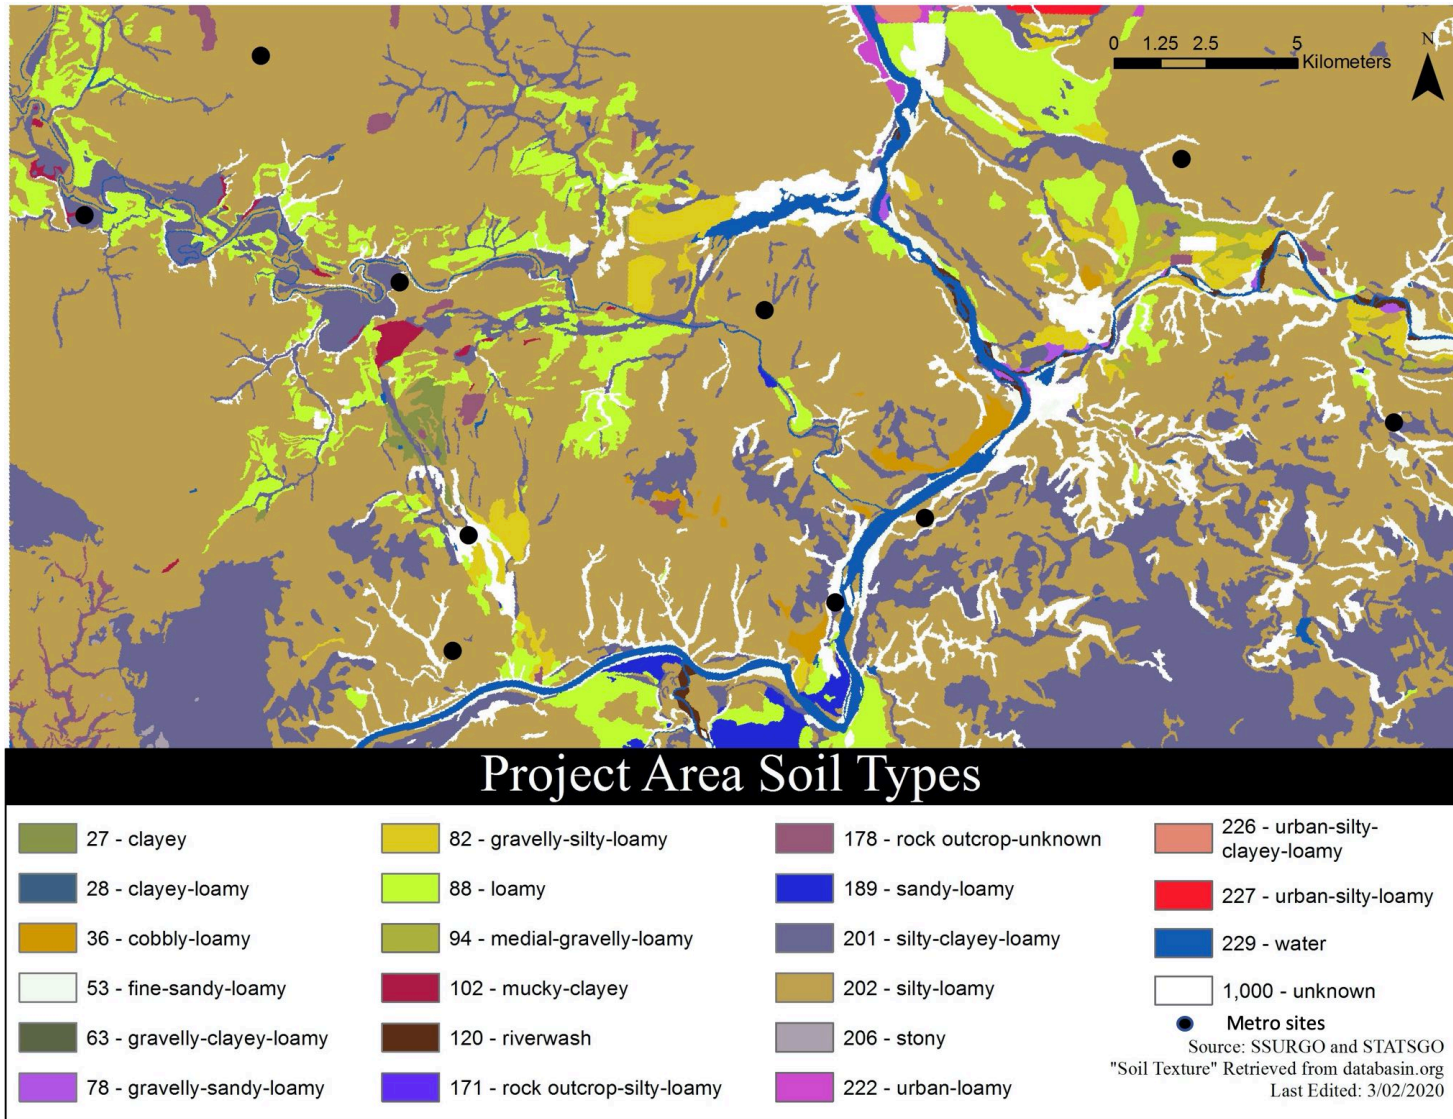 N
0 1.25 2.5 5
Kilometers
Project Area Soil Types
27 - clayey
28 - clayey-loamy
36 - cobbly-loamy
53 - fine-sandy-loamy
63 - gravelly-clayey-loamy
78 - gravelly-sandy-loamy
82 - gravelly-silty-loamy
88 - loamy
94 - medial-gravelly-loamy
102 - mucky-clayey
120 - riverwash
171 - rock outcrop-silty-loamy
178 - rock outcrop-unknown
189 - sandy-loamy
201 - silty-clayey-loamy
202 - silty-loamy
206 - stony
222 - urban-loamy
226 - urban-silty-
clayey-loamy
227 - urban-silty-loamy
229 - water
1,000 - unknown
Metro sites
Source: SSURGO and STATSGO
"Soil Texture" Retrieved from databasin.org
Last Edited: 3/02/2020